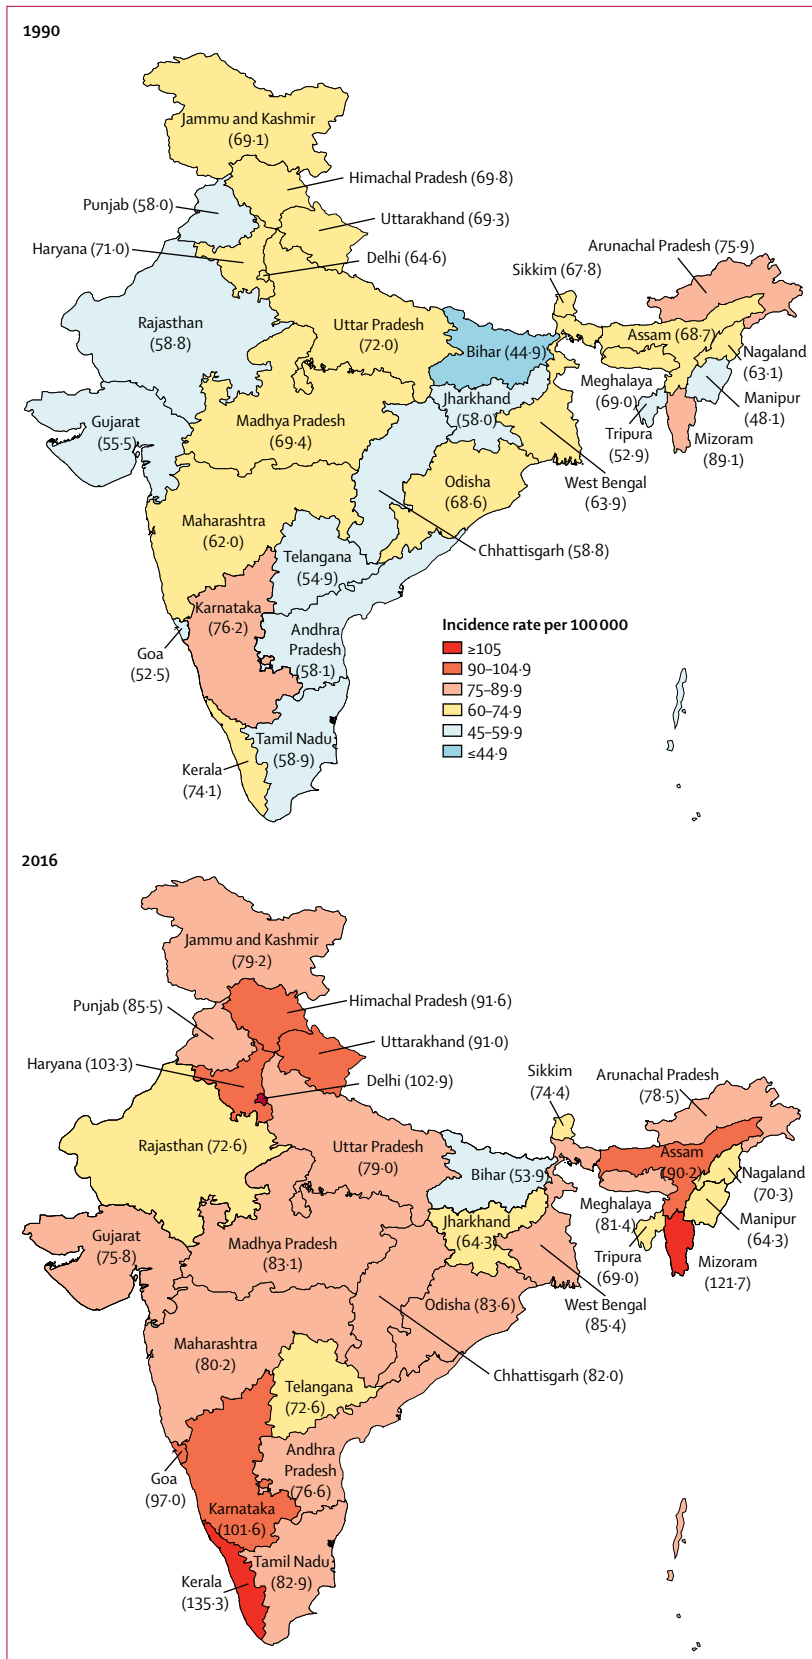 1990
Jammu and Kashmir
(69·1)
Himachal Pradesh (69·8)
Punjab (58·0)
Uttarakhand (69·3)
Haryana (71·0)
Delhi (64·6)
Arunachal Pradesh (75·9)
Sikkim (67·8)
Rajasthan
(58·8)
Uttar Pradesh
(72·0)
Assam (68·7)
Bihar (44·9)
Nagaland
(63·1)
Meghalaya
(69·0)
Manipur
(48·1)
Jharkhand
(58·0)
Gujarat
(55·5)
Madhya Pradesh
(69·4)
Tripura
(52·9)
Mizoram
(89·1)
Odisha
(68·6)
West Bengal
(63·9)
Maharashtra
(62·0)
Chhattisgarh (58·8)
Telangana
(54·9)
Karnataka
(76·2)
Andhra
Pradesh
(58·1)
Goa
(52·5)
Incidence rate per 100 000
≥105
90–104·9
75–89·9
60–74·9
45–59·9
≤44·9
Tamil Nadu
(58·9)
Kerala
(74·1)
2016
Jammu and Kashmir
(79·2)
Himachal Pradesh (91·6)
Punjab (85·5)
Uttarakhand (91·0)
Haryana (103·3)
Delhi (102·9)
Sikkim
(74·4)
Arunachal Pradesh
(78·5)
Rajasthan (72·6)
Uttar Pradesh
(79·0)
Assam
(90·2)
Bihar (53·9)
Nagaland
(70·3)
Meghalaya
(81·4)
Manipur
(64·3)
Jharkhand
(64·3)
Gujarat
(75·8)
Madhya Pradesh
(83·1)
Tripura
(69·0)
Mizoram
(121·7)
Odisha (83·6)
West Bengal
(85·4)
Maharashtra
(80·2)
Chhattisgarh (82·0)
Telangana
(72·6)
Andhra
Pradesh
(76·6)
Goa
(97·0)
Karnataka
(101·6)
Tamil Nadu
(82·9)
Kerala
(135·3)